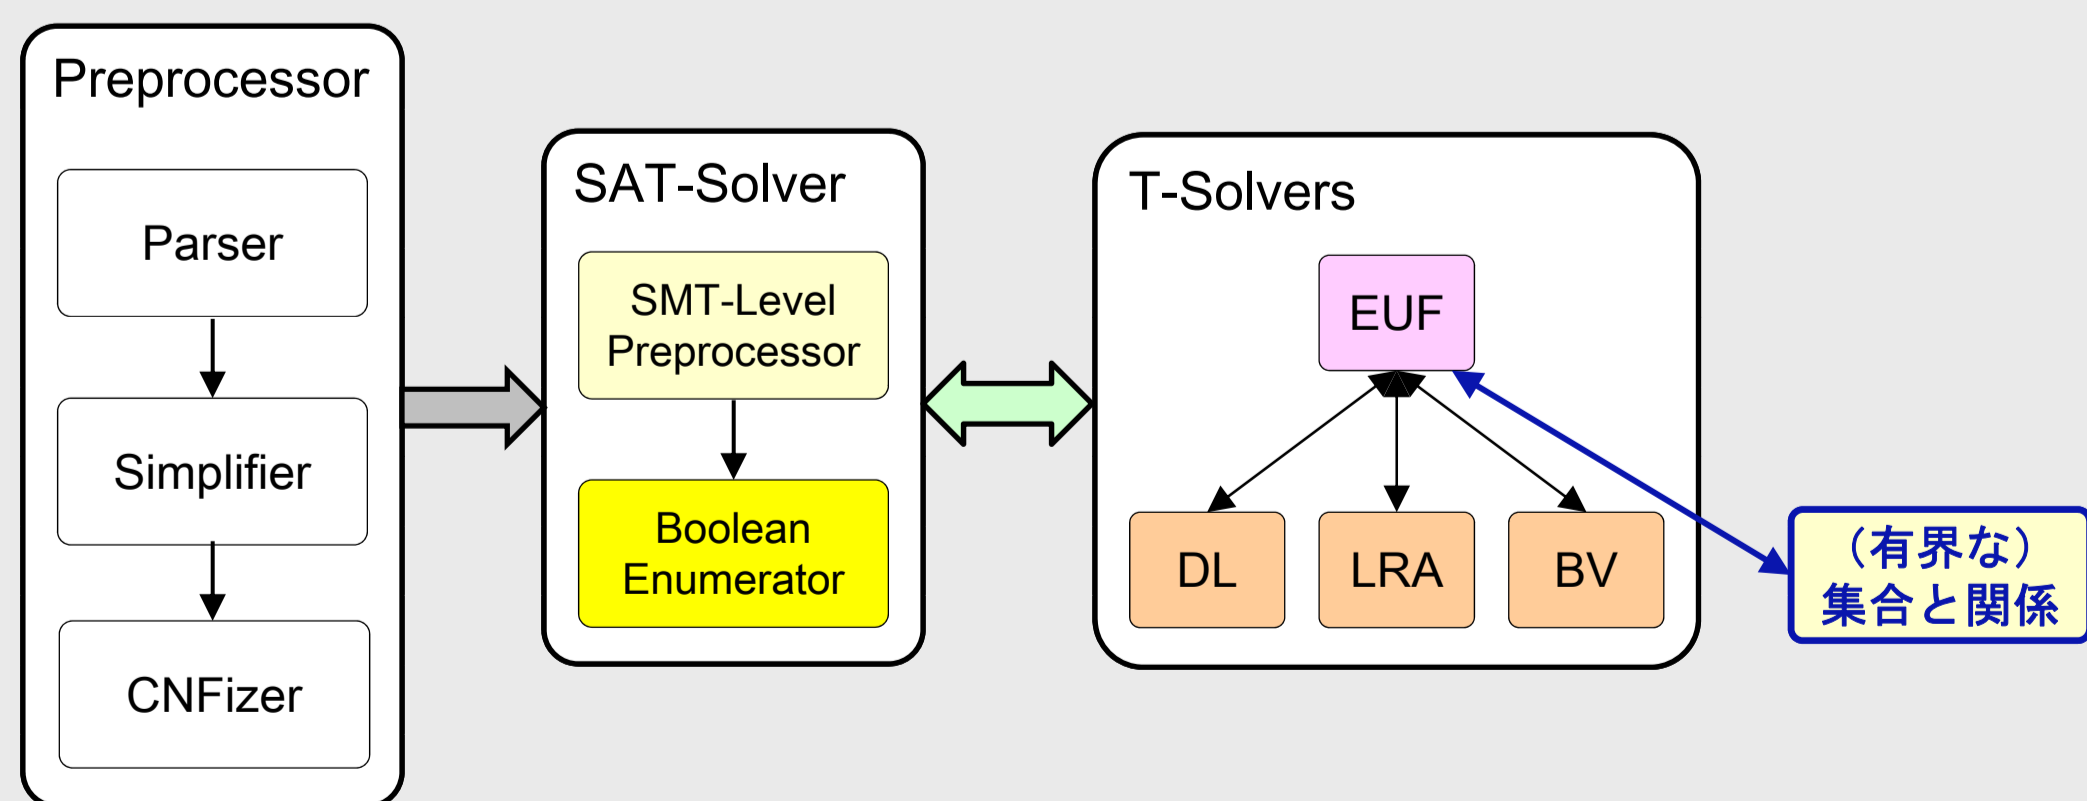 Preprocessor
Parser
Simplifier
CNFizer
SAT-Solver
SMT-Level
Preprocessor
Boolean
Enumerator
T-Solvers
EUF
DL
LRA
BV
（有界な）
集合と関係